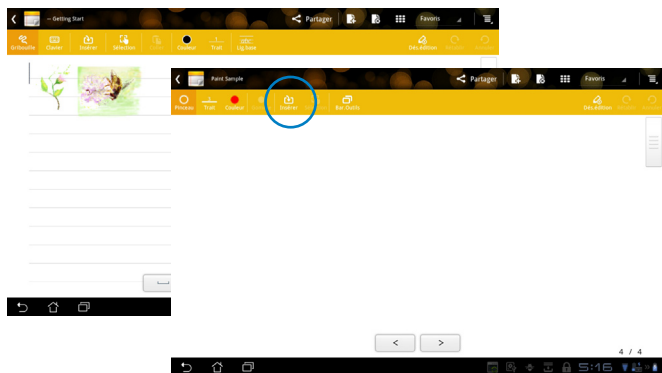 – Getting Start
Partager
Favoris
Gribouille
Clavier
Insérer
Sélection
Couleur
Trait
Lig.base
Dés.édition
Paint Sample
Partager
Favoris
Pinceau
Trait
Couleur
Insérer
Bar.Outils
Dés.édition
<
>
4 / 4
5:16